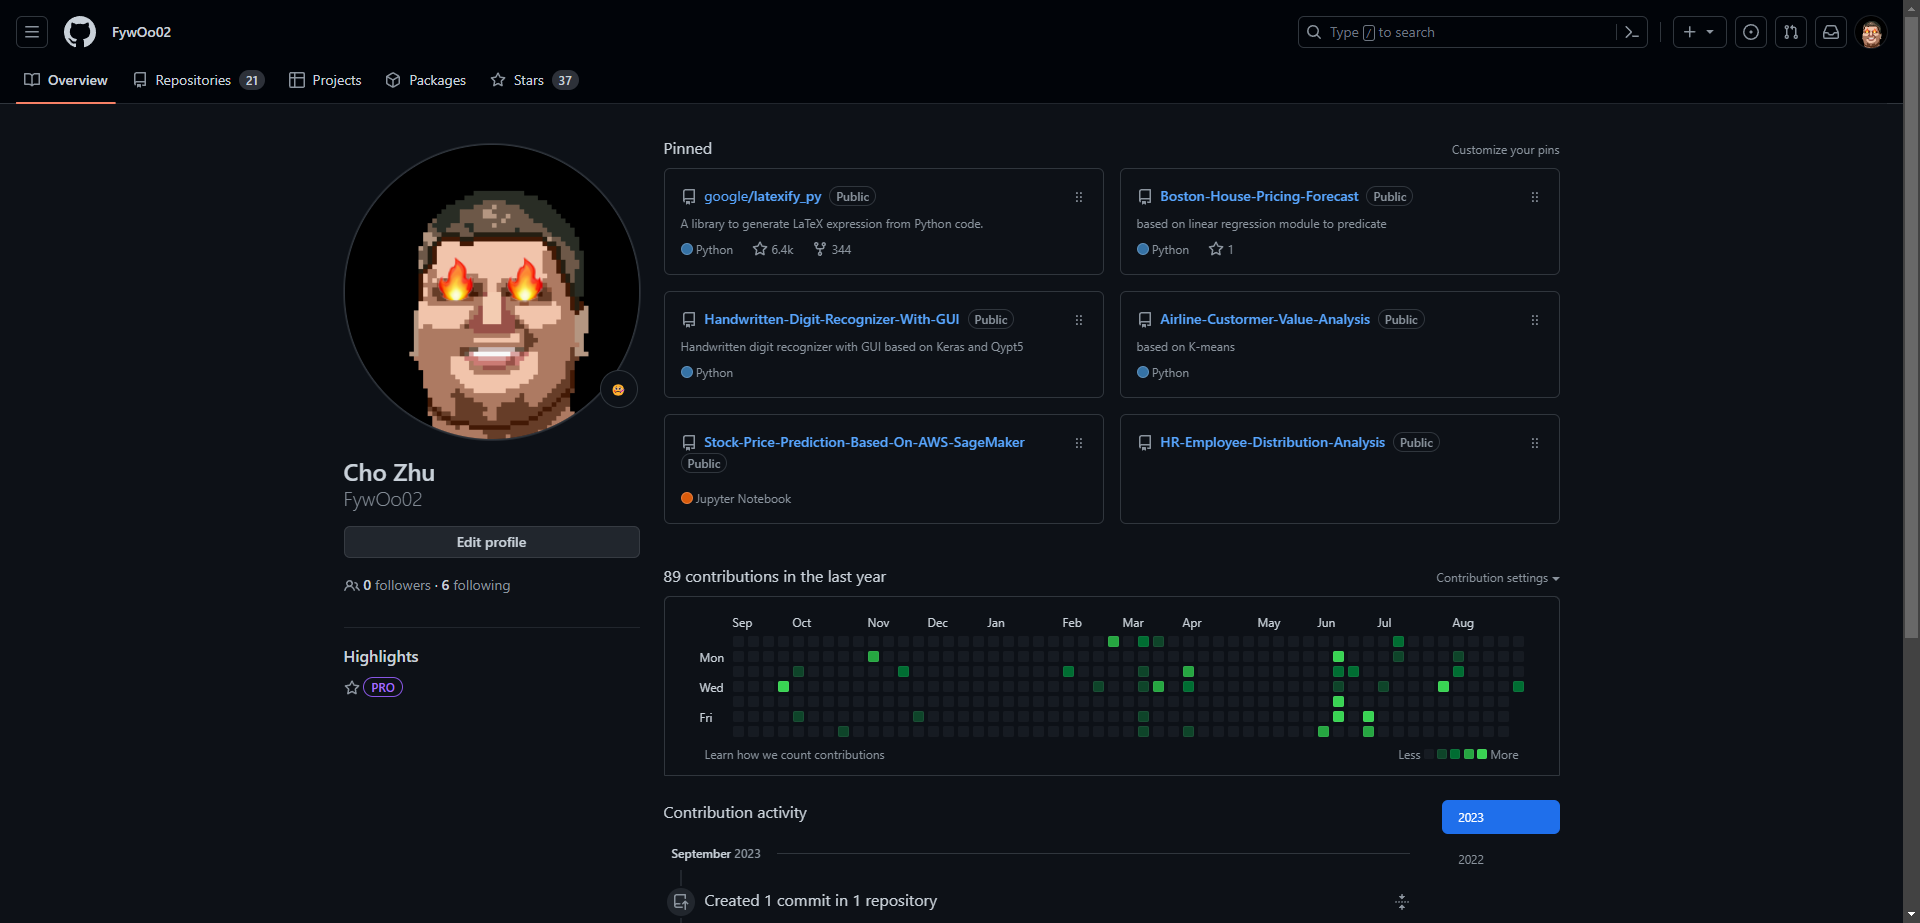 FywOo02
Type / to search
Overview
Repositories 21
Projects
Packages
Stars 37
Cho Zhu
FywOo02
Edit profile
0 followers · 6 following
Highlights
PRO
Pinned
Customize your pins
google/latexify_py Public
A library to generate LaTeX expression from Python code.
Python 6.4k 344
Boston-House-Pricing-Forecast Public
based on linear regression module to predicate
Python 1
Handwritten-Digit-Recognizer-With-GUI Public
Handwritten digit recognizer with GUI based on Keras and Qypt5
Python
Airline-Custormer-Value-Analysis Public
based on K-means
Python
Stock-Price-Prediction-Based-On-AWS-SageMaker
Public
Jupyter Notebook
HR-Employee-Distribution-Analysis Public
89 contributions in the last year
Contribution settings
Sep Oct Nov Dec Jan Feb Mar Apr May Jun Jul Aug
Mon
Wed
Fri
Learn how we count contributions
Less More
Contribution activity
2023
2022
September 2023
Created 1 commit in 1 repository